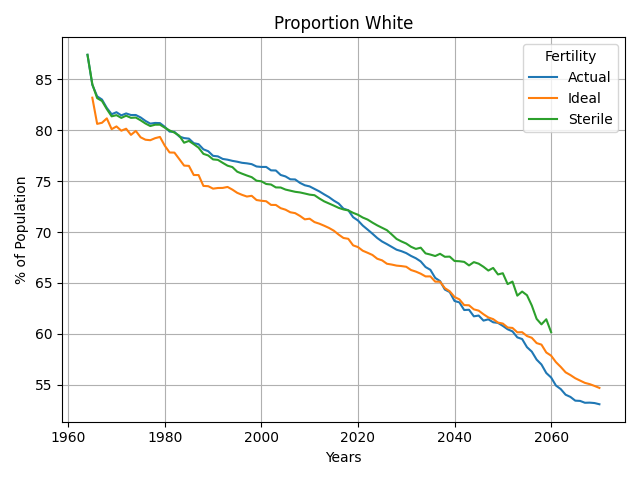 Proportion White
Fertility
Actual
Ideal
Sterile
% of Population
85
80
75
70
65
60
55
1960
1980
2000
2020
2040
2060
Years